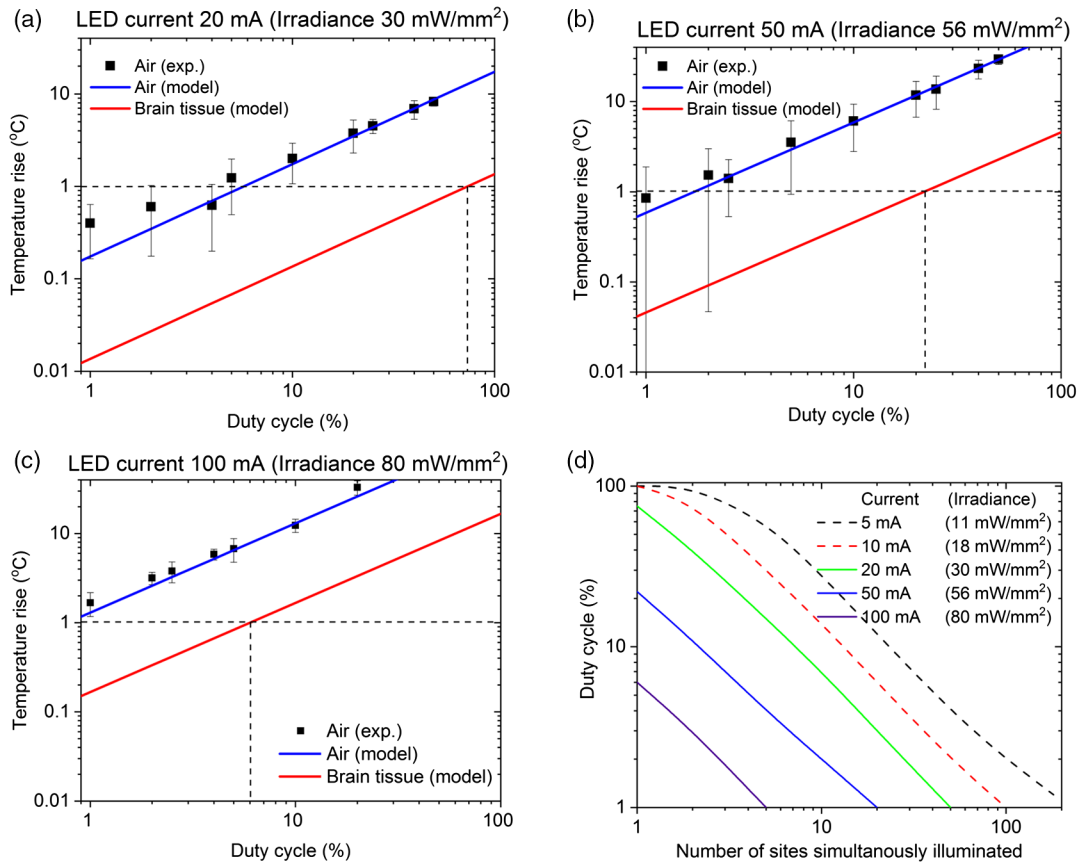 (a)
LED current 20 mA (Irradiance 30 mW/mm²)
Air (exp.)
Air (model)
Brain tissue (model)
Temperature rise (ºC)
10
1
0.1
0.01
1 10 100
Duty cycle (%)
(b)
LED current 50 mA (Irradiance 56 mW/mm²)
Air (exp.)
Air (model)
Brain tissue (model)
Temperature rise (ºC)
10
1
0.1
0.01
1 10 100
Duty cycle (%)
(c)
LED current 100 mA (Irradiance 80 mW/mm²)
Temperature rise (ºC)
10
1
0.1
0.01
Air (exp.)
Air (model)
Brain tissue (model)
1 10 100
Duty cycle (%)
(d)
Current (Irradiance)
5 mA (11 mW/mm²)
10 mA (18 mW/mm²)
20 mA (30 mW/mm²)
50 mA (56 mW/mm²)
100 mA (80 mW/mm²)
Duty cycle (%)
100
10
1
1 10 100
Number of sites simultanously illuminated